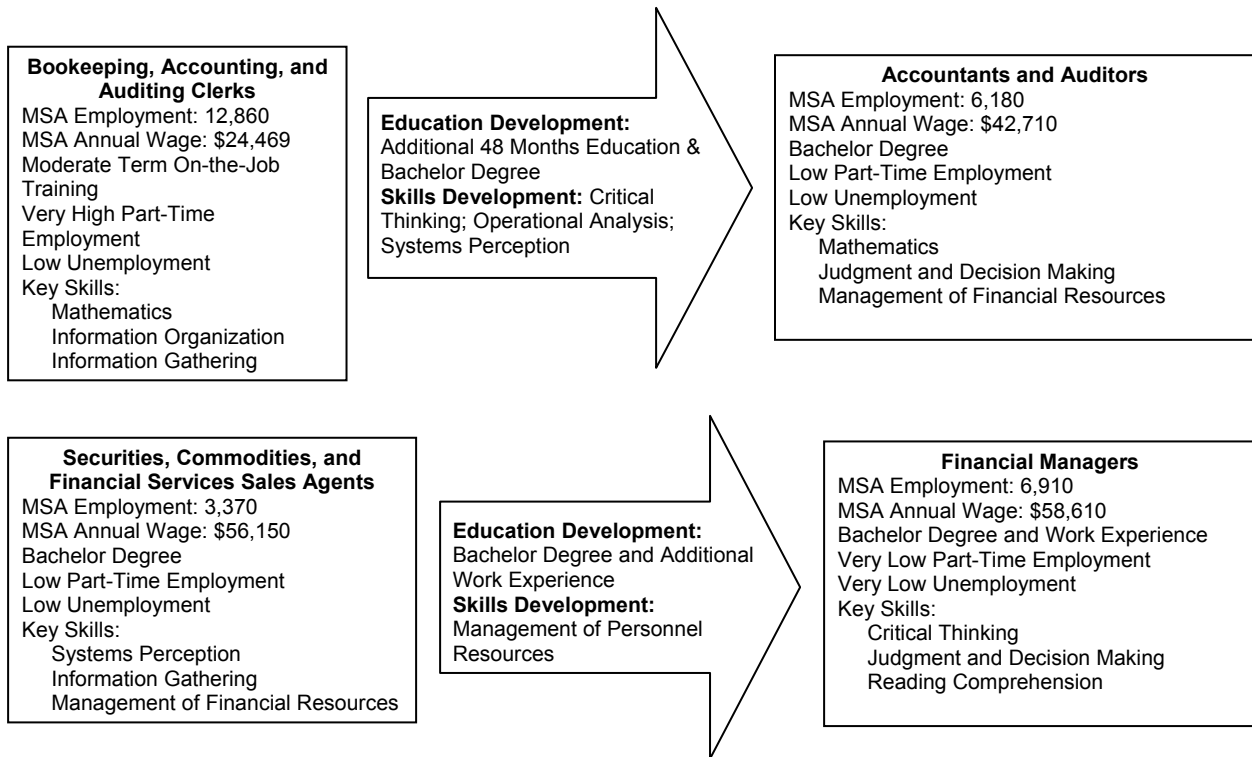 Bookeeping, Accounting, and
Auditing Clerks
MSA Employment: 12,860
MSA Annual Wage: $24,469
Moderate Term On-the-Job
Training
Very High Part-Time
Employment
Low Unemployment
Key Skills:
Mathematics
Information Organization
Information Gathering
Education Development:
Additional 48 Months Education &
Bachelor Degree
Skills Development: Critical
Thinking; Operational Analysis;
Systems Perception
Accountants and Auditors
MSA Employment: 6,180
MSA Annual Wage: $42,710
Bachelor Degree
Low Part-Time Employment
Low Unemployment
Key Skills:
Mathematics
Judgment and Decision Making
Management of Financial Resources
Securities, Commodities, and
Financial Services Sales Agents
MSA Employment: 3,370
MSA Annual Wage: $56,150
Bachelor Degree
Low Part-Time Employment
Low Unemployment
Key Skills:
Systems Perception
Information Gathering
Management of Financial Resources
Education Development:
Bachelor Degree and Additional
Work Experience
Skills Development:
Management of Personnel
Resources
Financial Managers
MSA Employment: 6,910
MSA Annual Wage: $58,610
Bachelor Degree and Work Experience
Very Low Part-Time Employment
Very Low Unemployment
Key Skills:
Critical Thinking
Judgment and Decision Making
Reading Comprehension